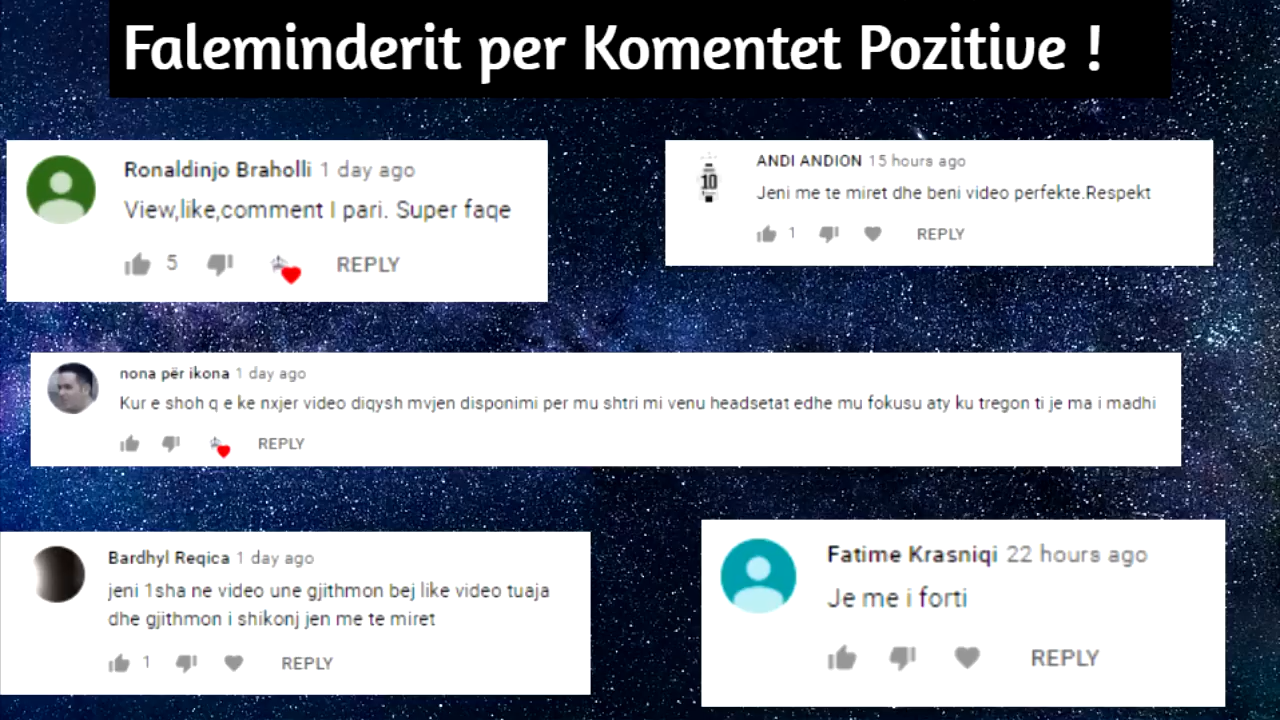 Faleminderit per Komentet Pozitive !
Ronaldinjo Braholli 1 day ago
View,like,comment I pari. Super faqe
5 REPLY
ANDI ANDION 15 hours ago
10
Jeni me te miret dhe beni video perfekte.Respekt
1 REPLY
nona për ikona 1 day ago
Kur e shoh q e ke nxjer video diqysh mvjen disponimi per mu shtri mi venu headsetat edhe mu fokusu aty ku tregon ti je ma i madhi
REPLY
Bardhyl Reqica 1 day ago
jeni 1sha ne video une gjithmon bej like video tuaja
dhe gjithmon i shikonj jen me te miret
1 REPLY
Fatime Krasniqi 22 hours ago
Je me i forti
REPLY